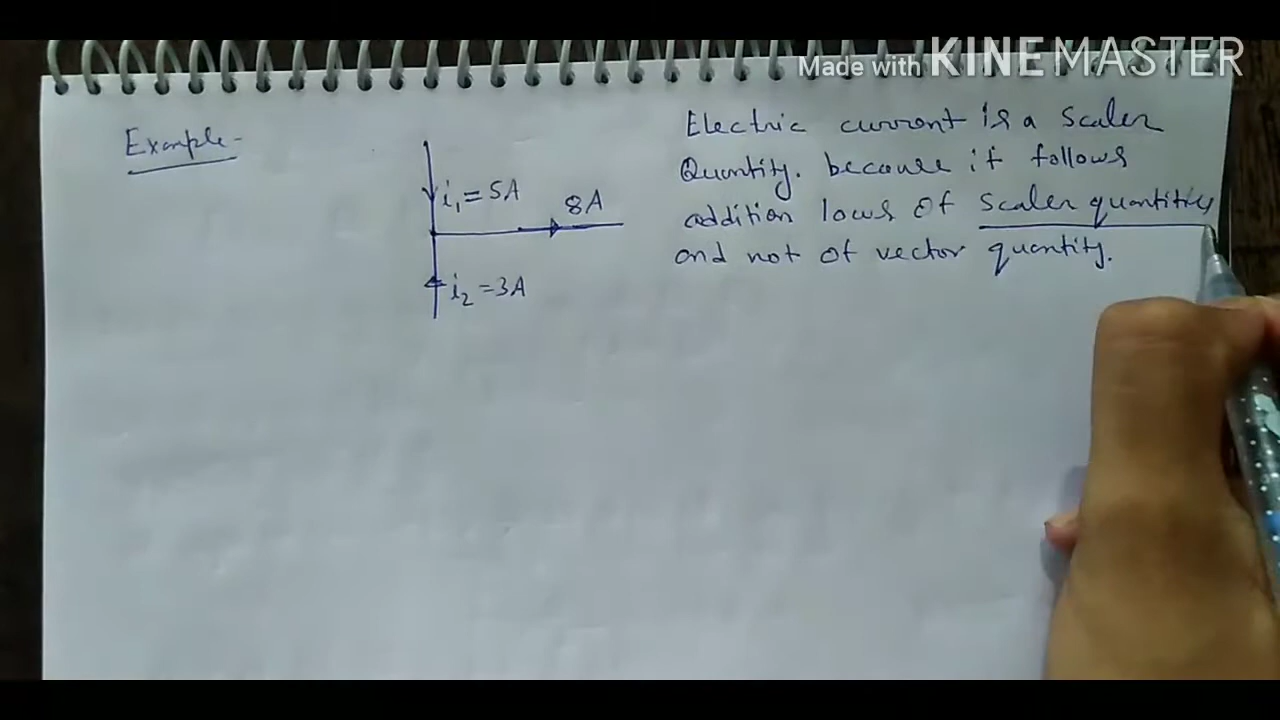 Made with KINEMASTER
Example-
Electric current is a Scaler
Quantity. because it follows
addition laws of scaler quantities
and not of vector quantity.
i₁=5A
8A
i₂=3A